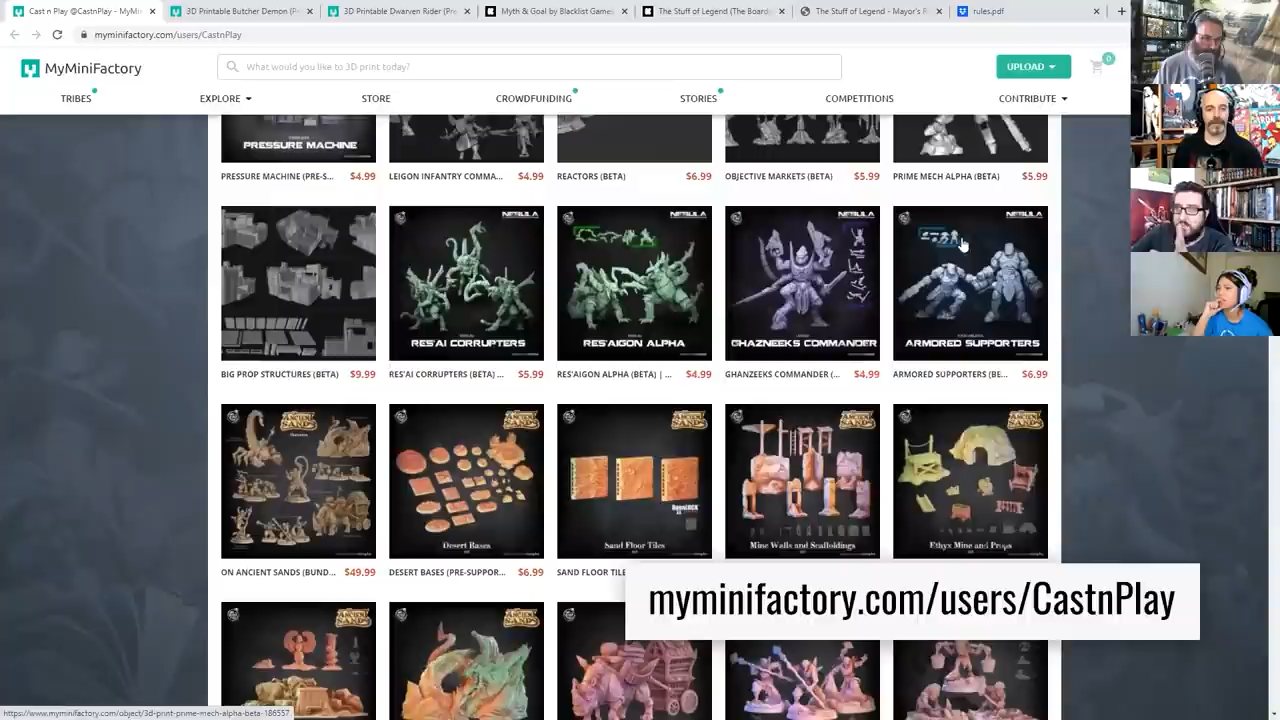 Cast n Play @CastnPlay - MyMi
3D Printable Butcher Demon (Pr
3D Printable Dwarven Rider (Pre
Myth & Goal by Blacklist Games
The Stuff of Legend (The Board
The Stuff of Legend - Mayor's R
rules.pdf
myminifactory.com/users/CastnPlay
MyMiniFactory
What would you like to 3D print today?
UPLOAD
0
TRIBES
EXPLORE
STORE
CROWDFUNDING
STORIES
COMPETITIONS
CONTRIBUTE
PRESSURE MACHINE
PRESSURE MACHINE (PRE-S... $4.99
LEIGON INFANTRY COMMA... $4.99
REACTORS (BETA) $6.99
OBJECTIVE MARKETS (BETA) $5.99
PRIME MECH ALPHA (BETA) $5.99
NEBULA
NEBULA
NEBULA
NEBULA
RES'AI CORRUPTERS
RES'AIGON ALPHA
GHAZNEEKS COMMANDER
ARMORED SUPPORTERS
BIG PROP STRUCTURES (BETA) $9.99
RES'AI CORRUPTERS (BETA) ... $5.99
RES'AIGON ALPHA (BETA) | ... $4.99
GHANZEEKS COMMANDER (... $4.99
ARMORED SUPPORTERS (BE... $6.99
Desert Bases
Sand Floor Tiles
Mine Walls and Scaffoldings
Ethyx Mine and Props
ON ANCIENT SANDS (BUND... $49.99
DESERT BASES (PRE-SUPPOR... $6.99
SAND FLOOR TILE
myminifactory.com/users/CastnPlay
https://www.myminifactory.com/object/3d-print-prime-mech-alpha-beta-186557